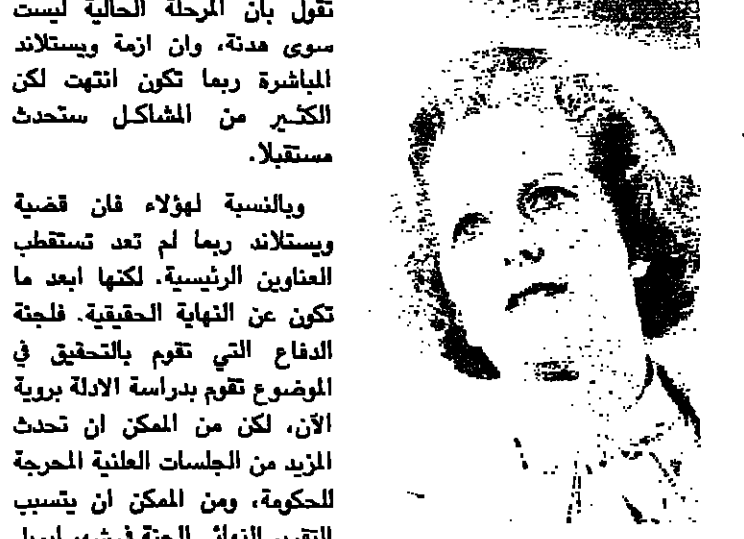 تقول بأن المرحلة الحالية ليست
سوى هدنة، وان ازمة ويستلاند
المباشرة ربما تكون انتهت لكن
الكثير من المشاكل ستحدث
مستقبلا.
وبالنسبة لهؤلاء فان قضية
ويستلاند ربما لم تعد تستقطب
العناوين الرئيسية. لكنها ابعد ما
تكون عن النهاية الحقيقية. فلجنة
الدفاع التي تقوم بالتحقيق في
الموضوع تقوم بدراسة الادلة بروية
الآن، لكن من الممكن ان تحدث
المزيد من الجلسات العلنية المحرجة
للحكومة، ومن الممكن ان يتسبب
التقرير النهائي